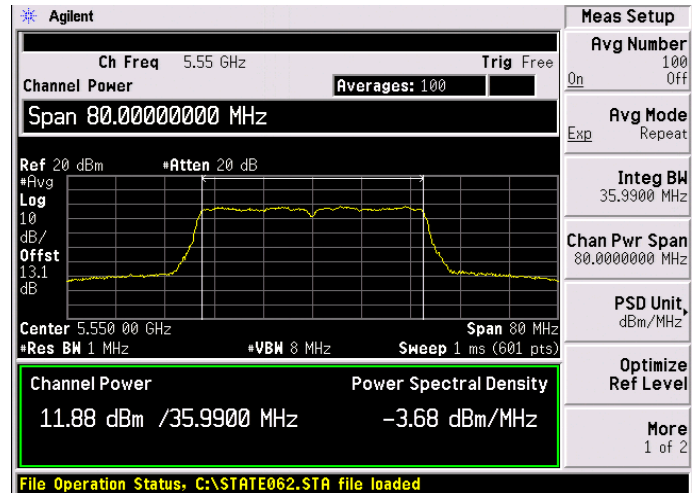 Agilent
Meas Setup
Ch Freq 5.55 GHz Trig Free
Channel Power Averages: 100
Span 80.00000000 MHz
Ref 20 dBm #Atten 20 dB
#Avg
Log
10
dB/
Offst
13.1
dB
Center 5.550 00 GHz Span 80 MHz
#Res BW 1 MHz #VBW 8 MHz Sweep 1 ms (601 pts)
Channel Power Power Spectral Density
11.88 dBm /35.9900 MHz -3.68 dBm/MHz
File Operation Status, C:\STATE062.STA file loaded
Avg Number
100
On Off
Avg Mode
Exp Repeat
Integ BW
35.9900 MHz
Chan Pwr Span
80.0000000 MHz
PSD Unit
dBm/MHz
Optimize
Ref Level
More
1 of 2